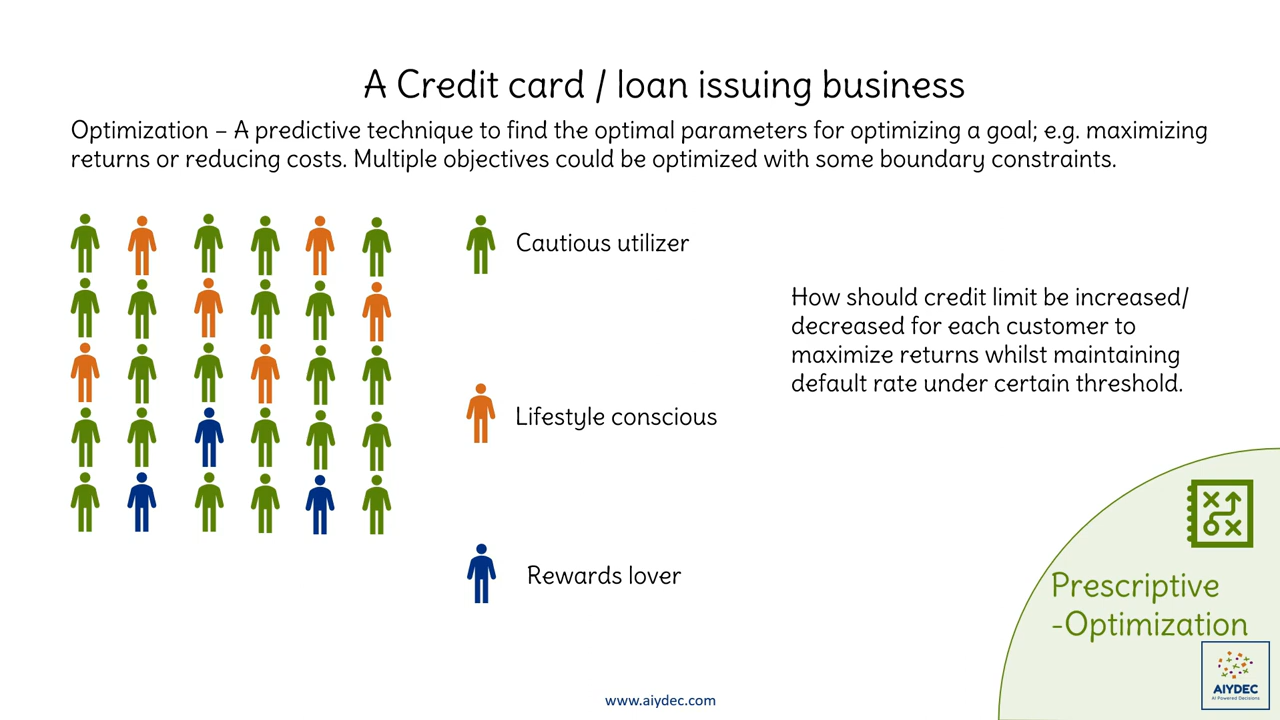 A Credit card / loan issuing business
Optimization – A predictive technique to find the optimal parameters for optimizing a goal; e.g. maximizing
returns or reducing costs. Multiple objectives could be optimized with some boundary constraints.
Cautious utilizer
Lifestyle conscious
Rewards lover
How should credit limit be increased/
decreased for each customer to
maximize returns whilst maintaining
default rate under certain threshold.
Prescriptive
-Optimization
AIYDEC
AI Powered Decisions
www.aiydec.com